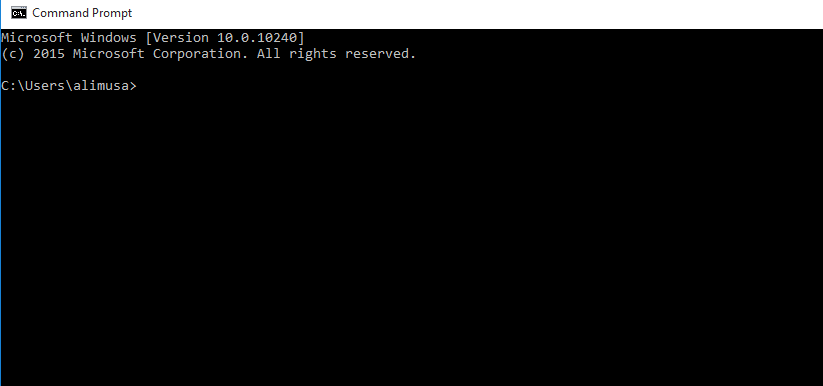 Command Prompt
Microsoft Windows [Version 10.0.10240]
(c) 2015 Microsoft Corporation. All rights reserved.
C:\Users\alimusa>